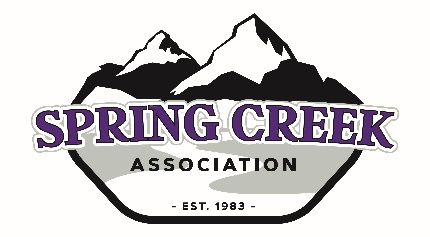 SPRING CREEK
ASSOCIATION
- EST. 1983 -